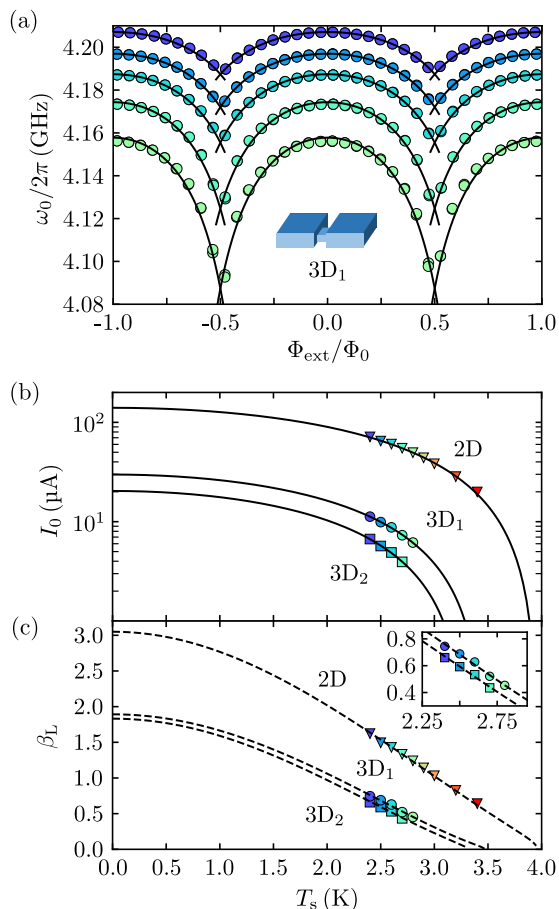 (a)
4.20
4.18
4.16
4.14
4.12
4.10
4.08
ω₀/2π (GHz)
3D₁
-1.0 -0.5 0.0 0.5 1.0
Φext/Φ₀
(b)
10²
10¹
I₀ (µA)
2D
3D₁
3D₂
(c)
3.0
2.5
2.0
1.5
1.0
0.5
0.0
βL
0.8
0.6
0.4
2.25 2.75
2D
3D₁
3D₂
0.0 0.5 1.0 1.5 2.0 2.5 3.0 3.5 4.0
Tₛ (K)